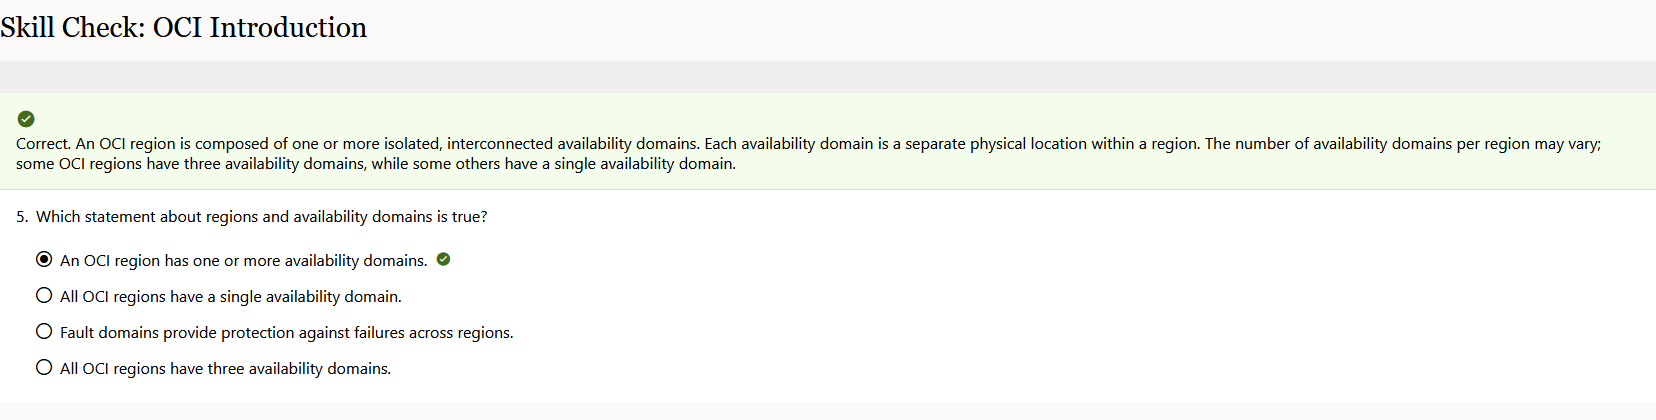 Skill Check: OCI Introduction
Correct. An OCI region is composed of one or more isolated, interconnected availability domains. Each availability domain is a separate physical location within a region. The number of availability domains per region may vary;
some OCI regions have three availability domains, while some others have a single availability domain.
5. Which statement about regions and availability domains is true?
An OCI region has one or more availability domains.
All OCI regions have a single availability domain.
Fault domains provide protection against failures across regions.
All OCI regions have three availability domains.